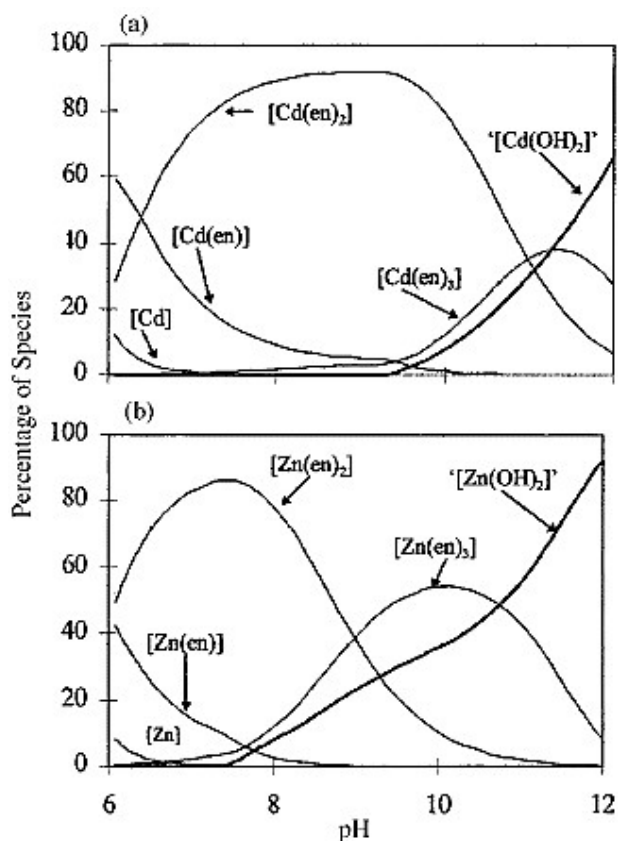 (a)
100
80
60
40
20
0
[Cd(en)₂]
'[Cd(OH)₂]'
[Cd(en)]
[Cd(en)₃]
[Cd]
Percentage of Species
(b)
100
80
60
40
20
0
[Zn(en)₂]
'[Zn(OH)₂]'
[Zn(en)₃]
[Zn(en)]
[Zn]
6
8
10
12
pH